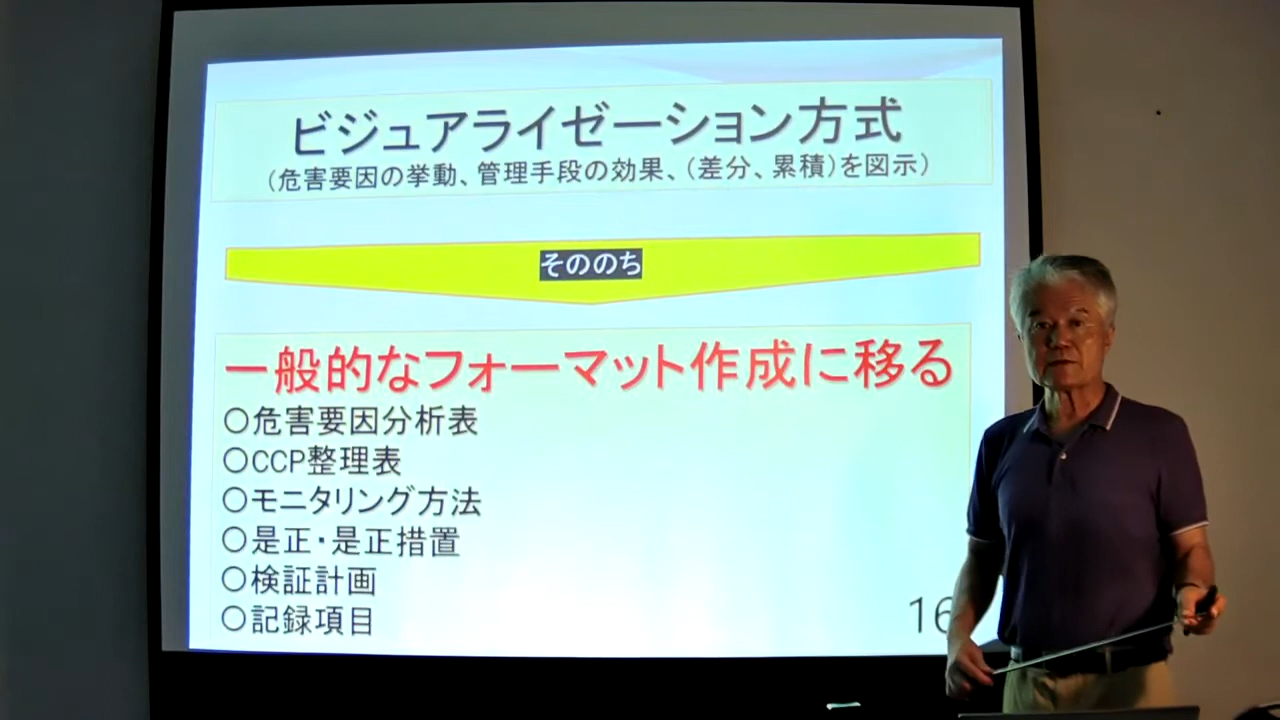 ビジュアライゼーション方式
(危害要因の挙動、管理手段の効果、(差分、累積)を図示)
そののち
一般的なフォーマット作成に移る
○危害要因分析表
○CCP整理表
○モニタリング方法
○是正・是正措置
○検証計画
○記録項目
16